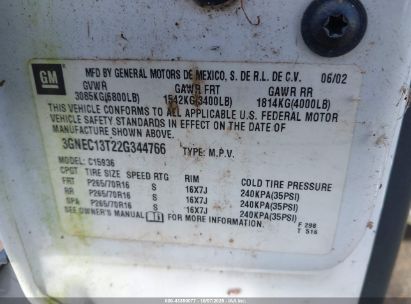 GM
MFD BY GENERAL MOTORS DE MEXICO, S. DE R.L. DE C.V. 06/02
GVWR GAWR FRT GAWR RR
3085KG(6800LB) 1542KG(3400LB) 1814KG(4000LB)
THIS VEHICLE CONFORMS TO ALL APPLICABLE U.S. FEDERAL MOTOR
VEHICLE SAFETY STANDARDS IN EFFECT ON THE DATE OF
MANUFACTURE SHOWN ABOVE.
3GNEC13T22G344766 TYPE: M.P.V.
MODEL: C15936
CPGT TIRE SIZE SPEED RTG RIM COLD TIRE PRESSURE
FRT P265/70R16 S 16X7J 240KPA(35PSI)
RR P265/70R16 S 16X7J 240KPA(35PSI)
SPA P265/70R16 S 16X7J 240KPA(35PSI)
SEE OWNER'S MANUAL FOR MORE INFORMATION.
F 298
T 516